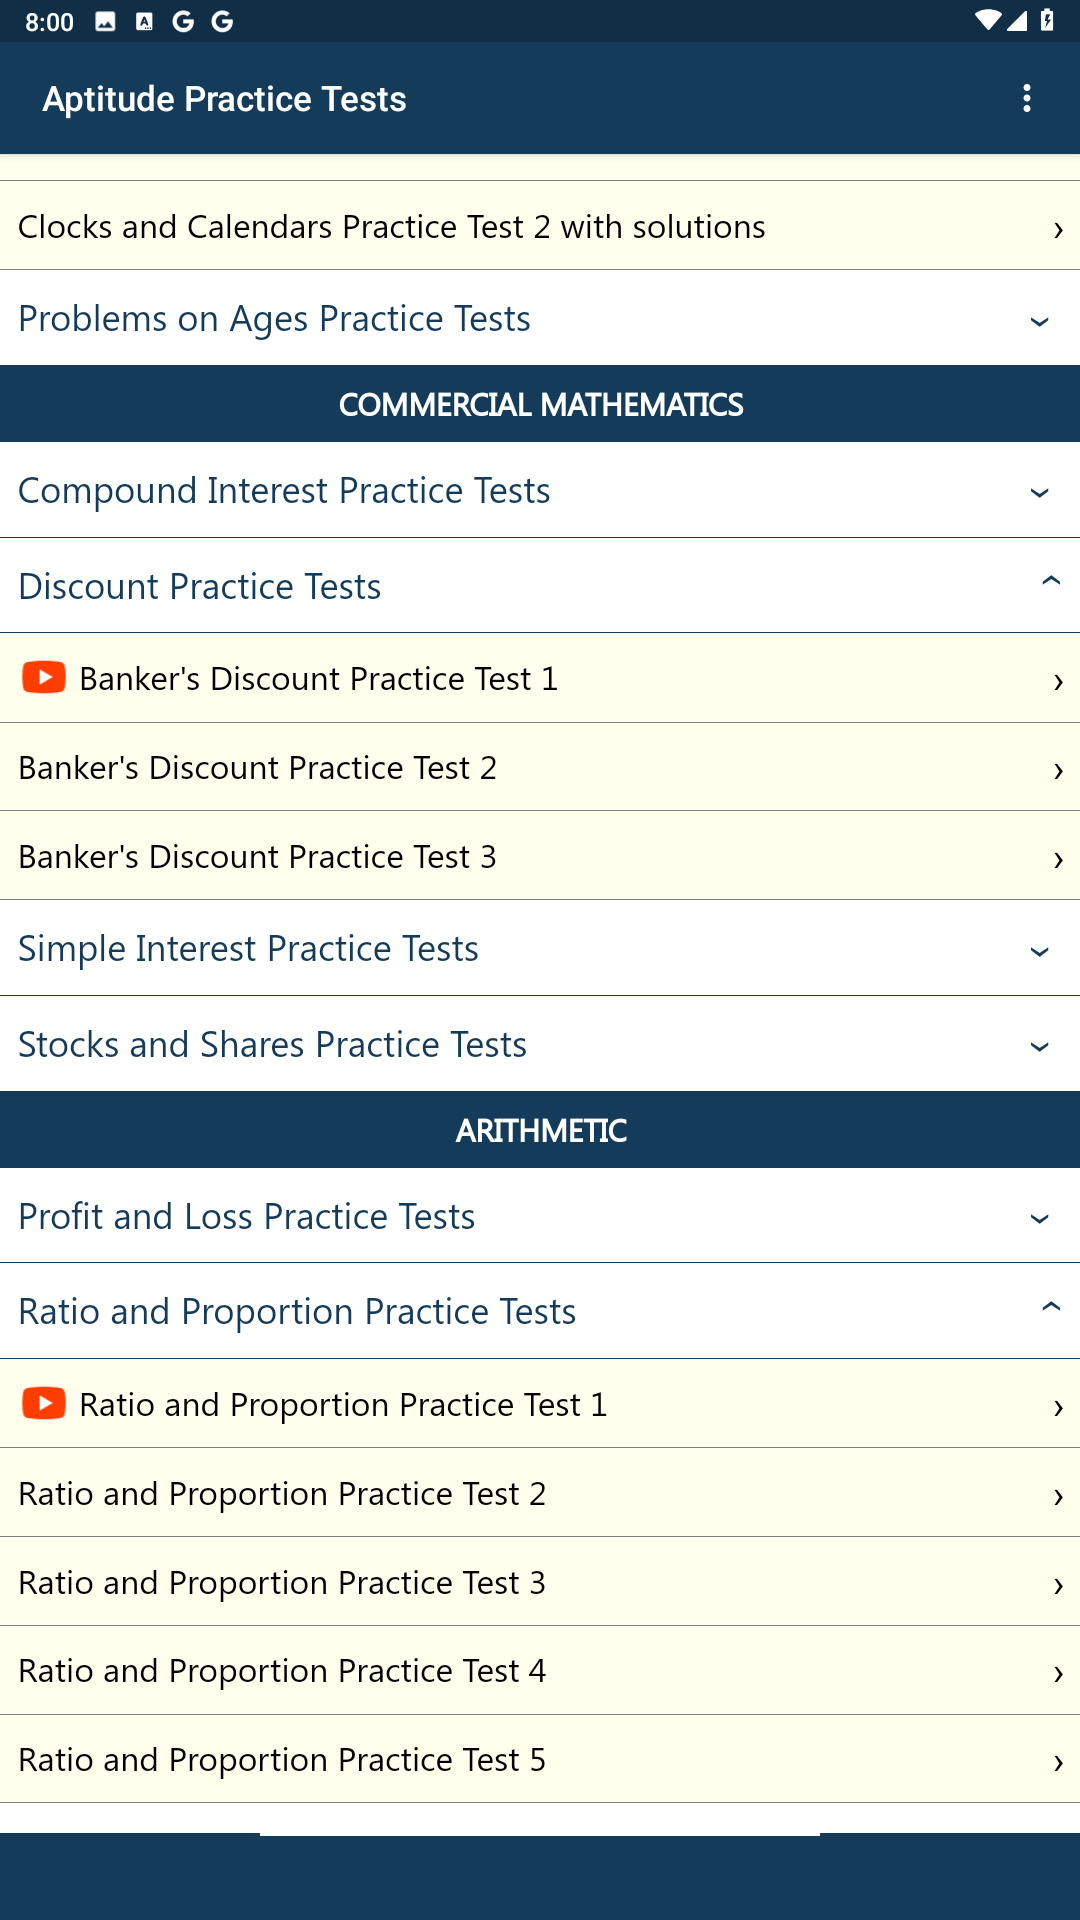 8:00
Aptitude Practice Tests
Clocks and Calendars Practice Test 2 with solutions
Problems on Ages Practice Tests
COMMERCIAL MATHEMATICS
Compound Interest Practice Tests
Discount Practice Tests
Banker's Discount Practice Test 1
Banker's Discount Practice Test 2
Banker's Discount Practice Test 3
Simple Interest Practice Tests
Stocks and Shares Practice Tests
ARITHMETIC
Profit and Loss Practice Tests
Ratio and Proportion Practice Tests
Ratio and Proportion Practice Test 1
Ratio and Proportion Practice Test 2
Ratio and Proportion Practice Test 3
Ratio and Proportion Practice Test 4
Ratio and Proportion Practice Test 5